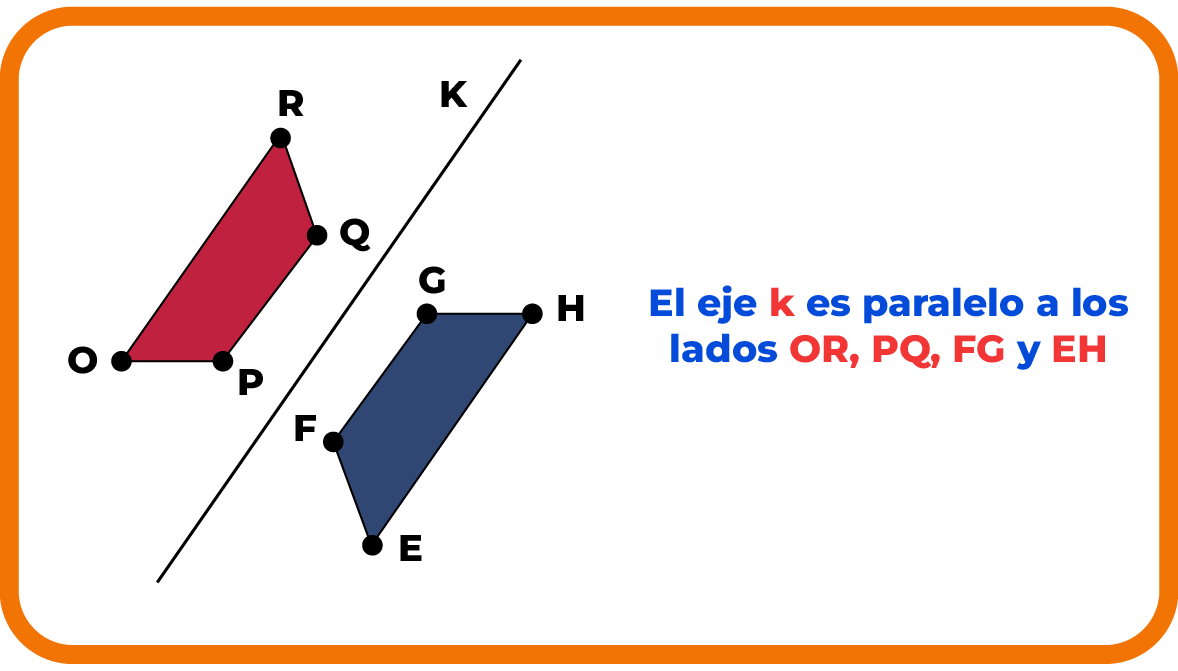 R
K
Q
G
H
O
P
F
E
El eje k es paralelo a los
lados OR, PQ, FG y EH